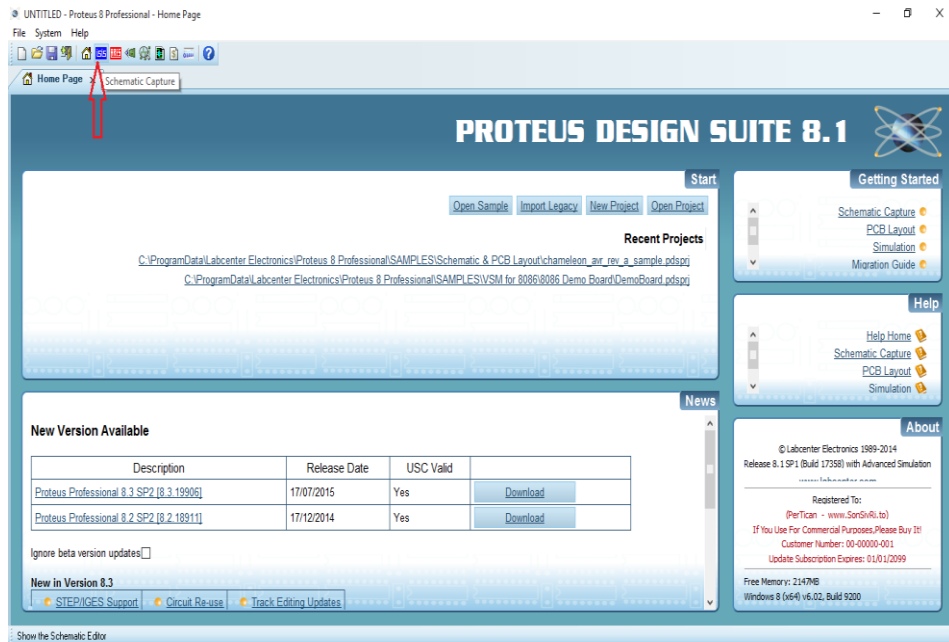 UNTITLED - Proteus 8 Professional - Home Page
File System Help
ISIS
Home Page
Schematic Capture
PROTEUS DESIGN SUITE 8.1
Start
Open Sample Import Legacy New Project Open Project
Recent Projects
C:\ProgramData\Labcenter Electronics\Proteus 8 Professional\SAMPLES\Schematic & PCB Layout\chameleon_avr_rev_a_sample.pdsprj
C:\ProgramData\Labcenter Electronics\Proteus 8 Professional\SAMPLES\VSM for 8086\8086 Demo Board\DemoBoard.pdsprj
News
New Version Available
Description Release Date USC Valid
Proteus Professional 8.3 SP2 [8.3.19906] 17/07/2015 Yes Download
Proteus Professional 8.2 SP2 [8.2.18911] 17/12/2014 Yes Download
Ignore beta version updates
New in Version 8.3
STEP/IGES Support Circuit Re-use Track Editing Updates
Getting Started
Schematic Capture
PCB Layout
Simulation
Migration Guide
Help
Help Home
Schematic Capture
PCB Layout
Simulation
About
© Labcenter Electronics 1989-2014
Release 8.1 SP1 (Build 17358) with Advanced Simulation
www.labcenter.com
Registered To:
(PerTican - www.SonSivRi.to)
If You Use For Commercial Purposes,Please Buy It!
Customer Number: 00-00000-001
Update Subscription Expires: 01/01/2099
Free Memory: 2147MB
Windows 8 (x64) v6.02, Build 9200
Show the Schematic Editor